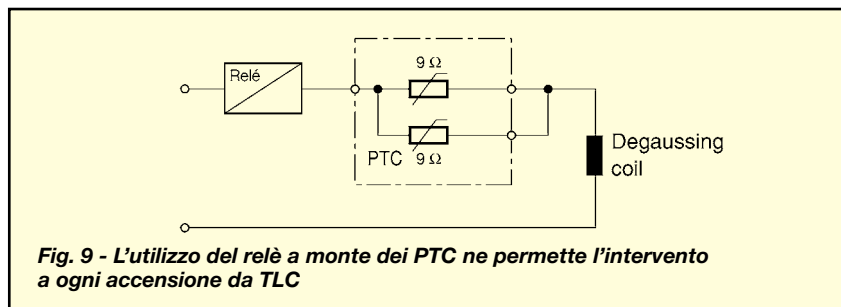 Relé
9 Ω
PTC 9 Ω
Degaussing
coil
Fig. 9 - L'utilizzo del relè a monte dei PTC ne permette l'intervento
a ogni accensione da TLC